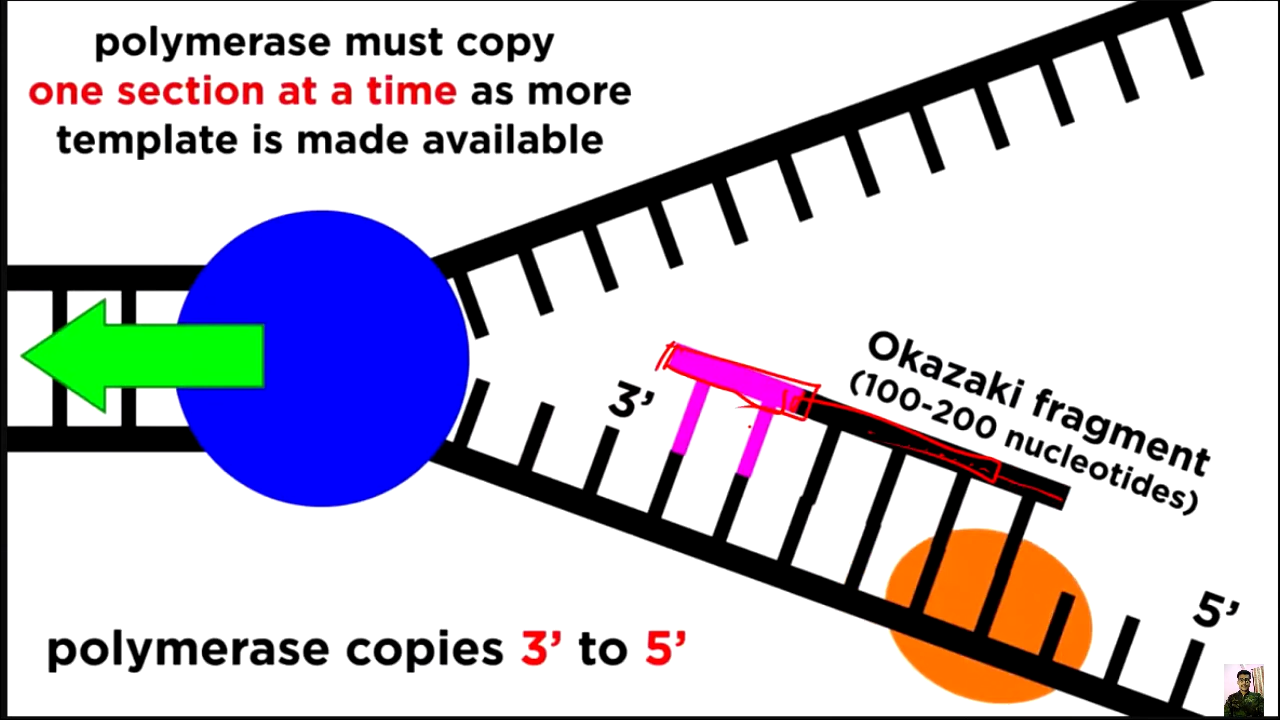 polymerase must copy
one section at a time as more
template is made available
Okazaki fragment
(100-200 nucleotides)
3’
5’
polymerase copies 3’ to 5’